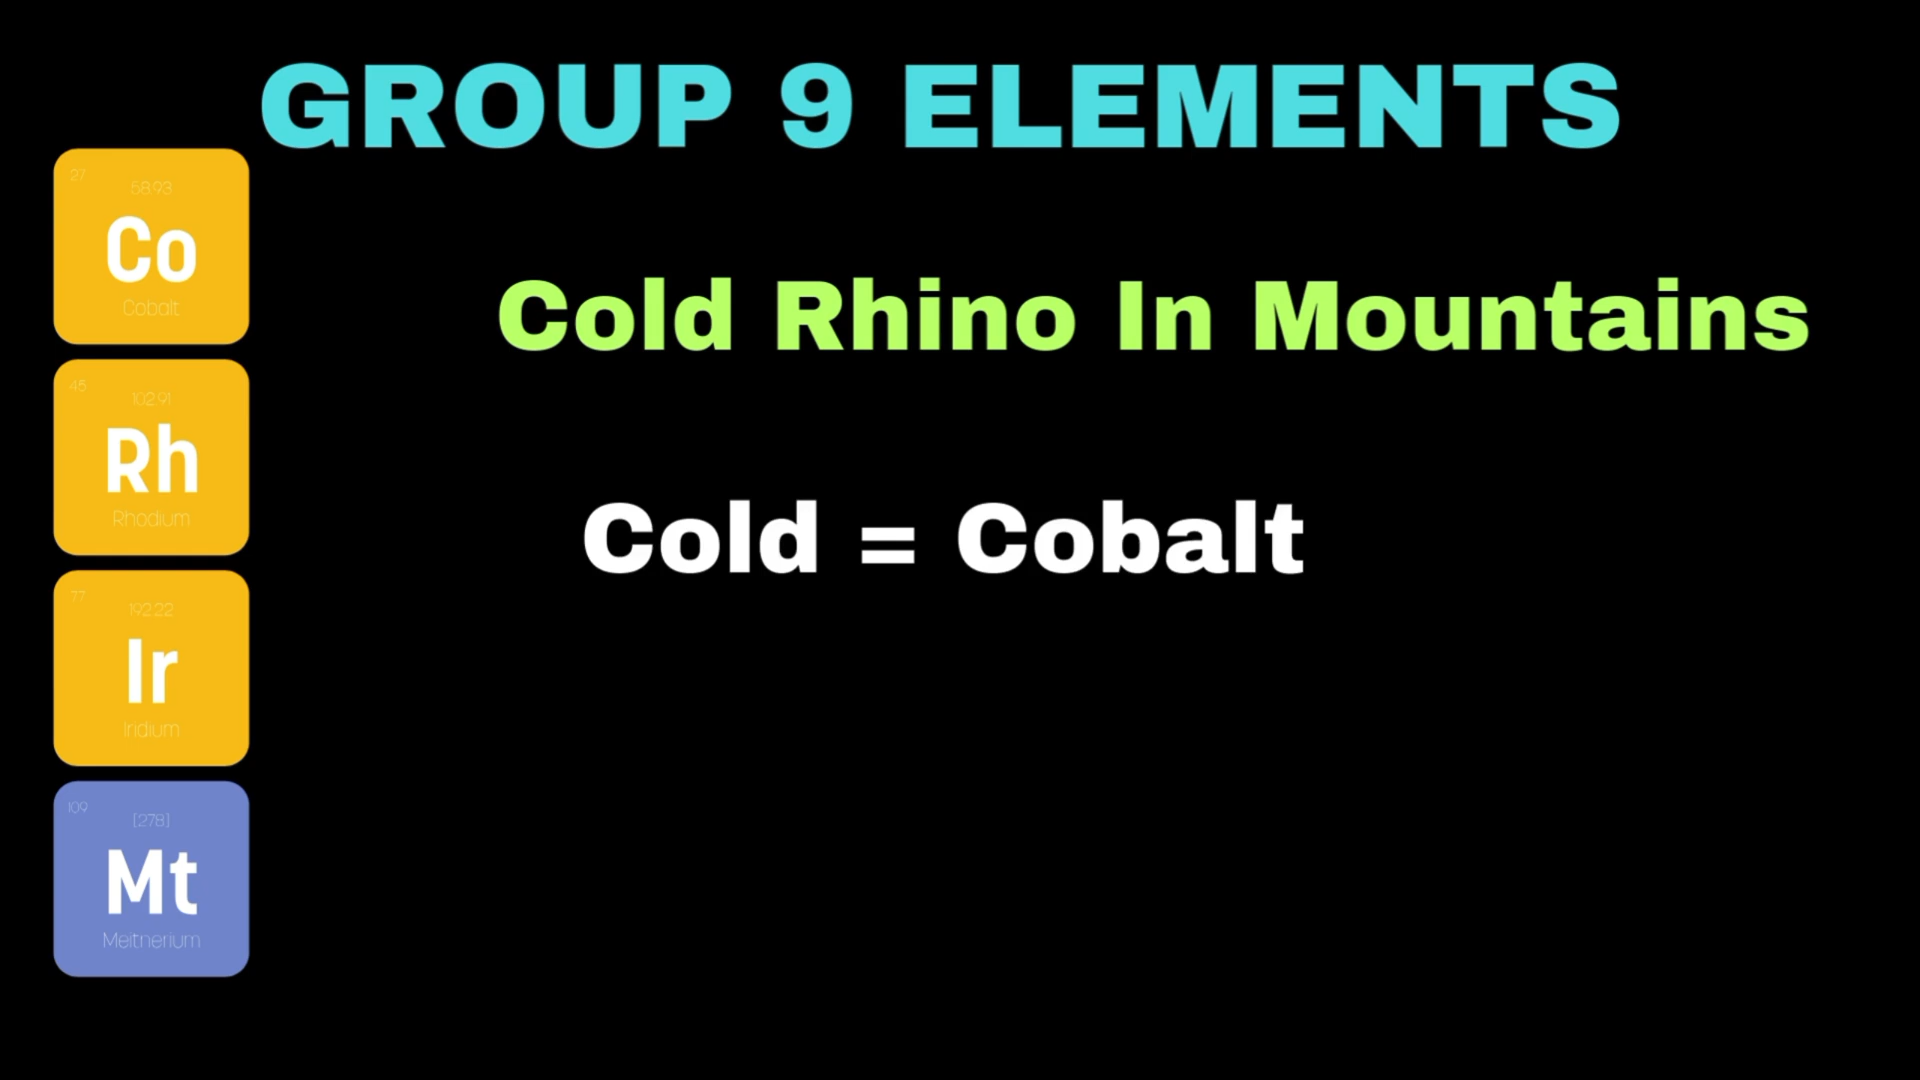 GROUP 9 ELEMENTS
27
58.93
Co
Cobalt
Cold Rhino In Mountains
45
102.91
Rh
Rhodium
Cold = Cobalt
77
192.22
Ir
Iridium
109
[278]
Mt
Meitnerium